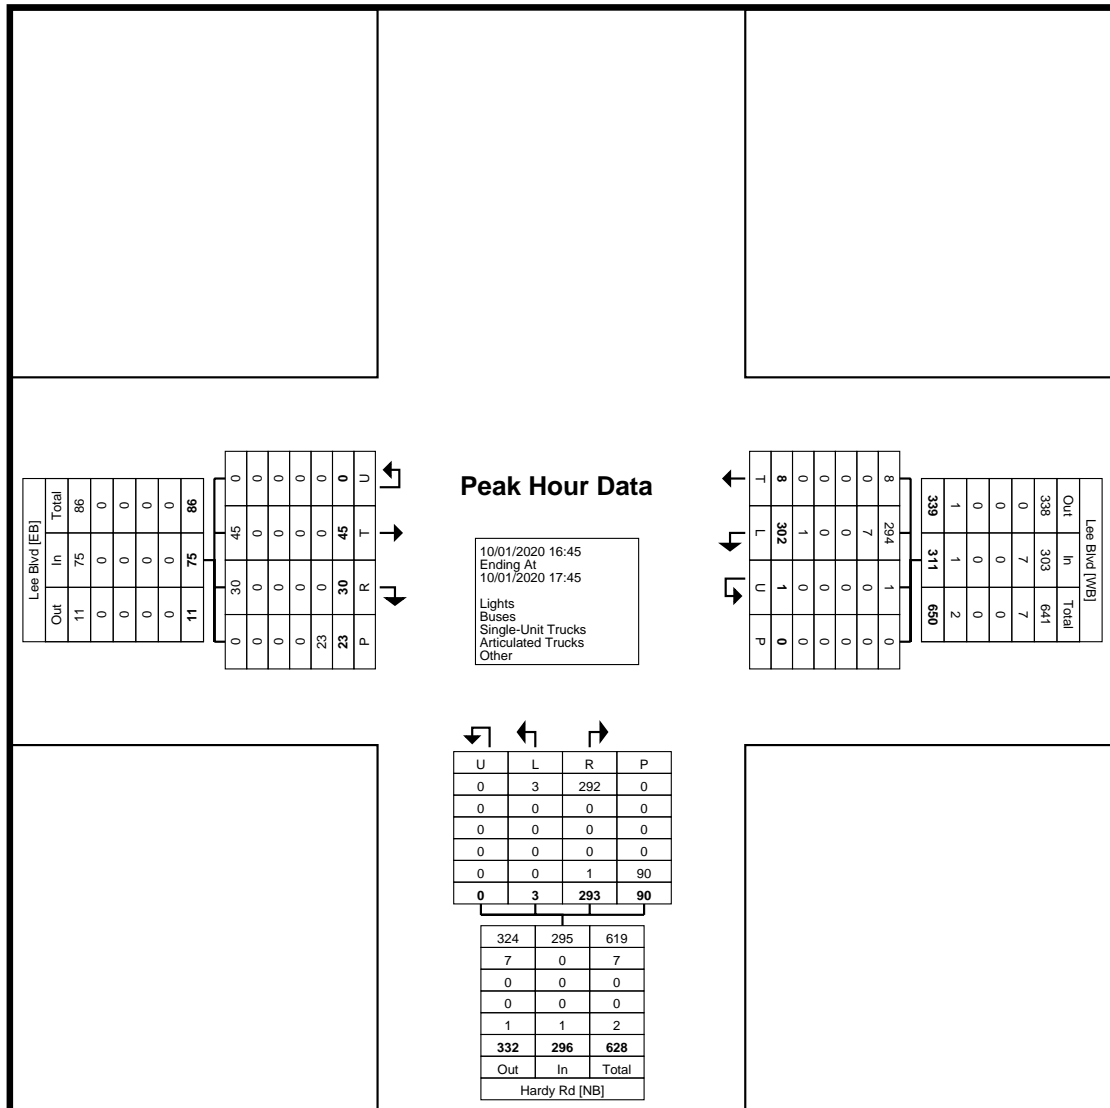 Peak Hour Data
10/01/2020 16:45
Ending At
10/01/2020 17:45
Lights
Buses
Single-Unit Trucks
Articulated Trucks
Other
Lee Blvd [EB]
Total In Out
86 75 11
0 0 0
0 0 0
0 0 0
0 0 0
86 75 11
0 45 30 0
0 0 0 0
0 0 0 0
0 0 0 0
0 0 0 23
0 45 30 23
U T R P
Lee Blvd [WB]
Out In Total
338 303 641
0 7 7
0 0 0
0 0 0
1 1 2
339 311 650
8 294 1 0
0 7 0 0
0 0 0 0
0 0 0 0
0 1 0 0
8 302 1 0
T L U P
U L R P
0 3 292 0
0 0 0 0
0 0 0 0
0 0 0 0
0 0 1 90
0 3 293 90
324 295 619
7 0 7
0 0 0
0 0 0
1 1 2
332 296 628
Out In Total
Hardy Rd [NB]